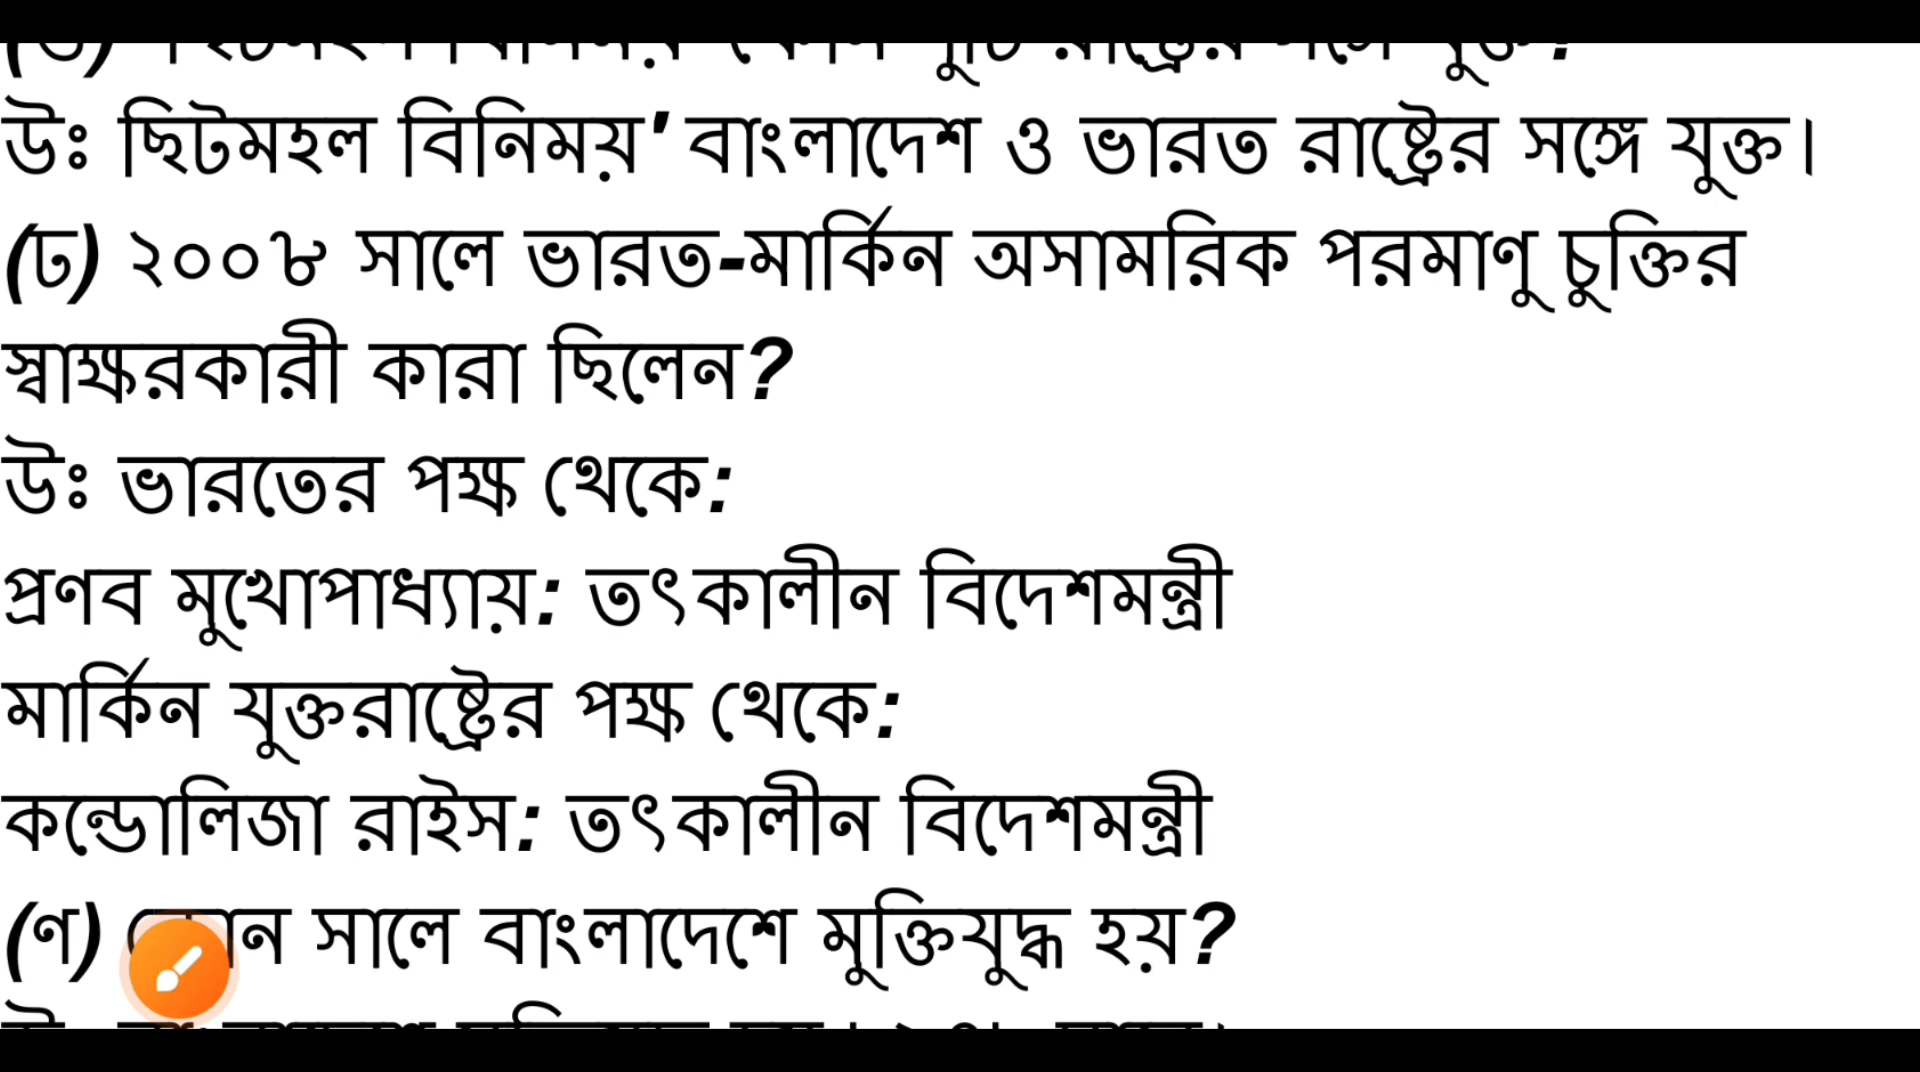 উঃ ছিটমহল বিনিময়' বাংলাদেশ ও ভারত রাষ্ট্রের সঙ্গে যুক্ত।
(ঢ) ২০০৮ সালে ভারত-মার্কিন অসামরিক পরমাণু চুক্তির
স্বাক্ষরকারী কারা ছিলেন?
উঃ ভারতের পক্ষ থেকে:
প্রণব মুখোপাধ্যায়: তৎকালীন বিদেশমন্ত্রী
মার্কিন যুক্তরাষ্ট্রের পক্ষ থেকে:
কন্ডোলিজা রাইস: তৎকালীন বিদেশমন্ত্রী
(ণ) সালে বাংলাদেশে মুক্তিযুদ্ধ হয়?